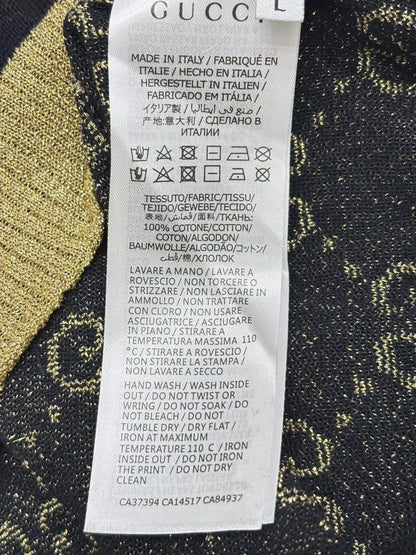 GUCCI
L
MADE IN ITALY / FABRIQUÉ EN
ITALIE / HECHO EN ITALIA /
HERGESTELLT IN ITALIEN /
FABRICADO EM ITÁLIA /
イタリア製 / صنع في ايطاليا /
产地:意大利 / СДЕЛАНО В
ИТАЛИИ
TESSUTO/FABRIC/TISSU/
TEJIDO/GEWEBE/TECIDO/
表地/قماش/面料/ТКАНЬ:
100% COTONE/COTTON/
COTON/ALGODON/
BAUMWOLLE/ALGODÃO/コットン/
قطن/棉/ХЛОПОК
LAVARE A MANO / LAVARE A
ROVESCIO / NON TORCERE O
STRIZZARE / NON LASCIARE IN
AMMOLLO / NON TRATTARE
CON CLORO / NON USARE
ASCIUGATRICE / ASCIUGARE
IN PIANO / STIRARE A
TEMPERATURA MASSIMA 110
°C / STIRARE A ROVESCIO /
NON STIRARE LA STAMPA /
NON LAVARE A SECCO
HAND WASH / WASH INSIDE
OUT / DO NOT TWIST OR
WRING / DO NOT SOAK / DO
NOT BLEACH / DO NOT
TUMBLE DRY / DRY FLAT /
IRON AT MAXIMUM
TEMPERATURE 110 C / IRON
INSIDE OUT / DO NOT IRON
THE PRINT / DO NOT DRY
CLEAN
CA37394 CA14517 CA84937